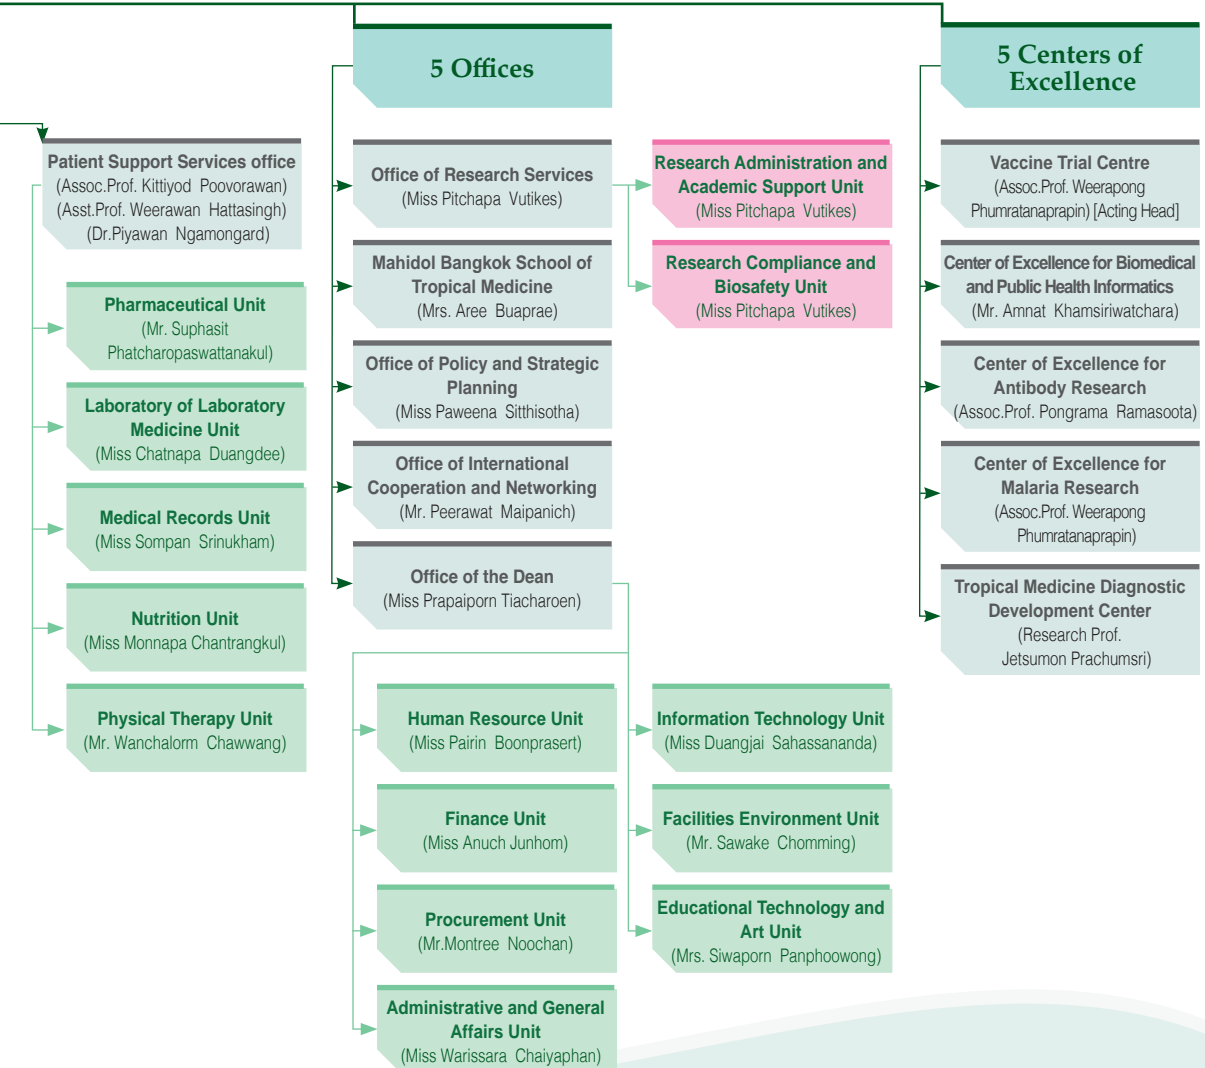 5 Offices
5 Centers of
Excellence
Patient Support Services office
(Assoc.Prof. Kittiyod Poovorawan)
(Asst.Prof. Weerawan Hattasingh)
(Dr.Piyawan Ngamongard)
Pharmaceutical Unit
(Mr. Suphasit
Phatcharopaswattanakul)
Laboratory of Laboratory
Medicine Unit
(Miss Chatnapa Duangdee)
Medical Records Unit
(Miss Sompan Srinukham)
Nutrition Unit
(Miss Monnapa Chantrangkul)
Physical Therapy Unit
(Mr. Wanchalorm Chawwang)
Office of Research Services
(Miss Pitchapa Vutikes)
Research Administration and
Academic Support Unit
(Miss Pitchapa Vutikes)
Research Compliance and
Biosafety Unit
(Miss Pitchapa Vutikes)
Mahidol Bangkok School of
Tropical Medicine
(Mrs. Aree Buaprae)
Office of Policy and Strategic
Planning
(Miss Paweena Sitthisotha)
Office of International
Cooperation and Networking
(Mr. Peerawat Maipanich)
Office of the Dean
(Miss Prapaiporn Tiacharoen)
Human Resource Unit
(Miss Pairin Boonprasert)
Finance Unit
(Miss Anuch Junhom)
Procurement Unit
(Mr.Montree Noochan)
Administrative and General
Affairs Unit
(Miss Warissara Chaiyaphan)
Information Technology Unit
(Miss Duangjai Sahassananda)
Facilities Environment Unit
(Mr. Sawake Chomming)
Educational Technology and
Art Unit
(Mrs. Siwaporn Panphoowong)
Vaccine Trial Centre
(Assoc.Prof. Weerapong
Phumratanaprapin) [Acting Head]
Center of Excellence for Biomedical
and Public Health Informatics
(Mr. Amnat Khamsiriwatchara)
Center of Excellence for
Antibody Research
(Assoc.Prof. Pongrama Ramasoota)
Center of Excellence for
Malaria Research
(Assoc.Prof. Weerapong
Phumratanaprapin)
Tropical Medicine Diagnostic
Development Center
(Research Prof.
Jetsumon Prachumsri)